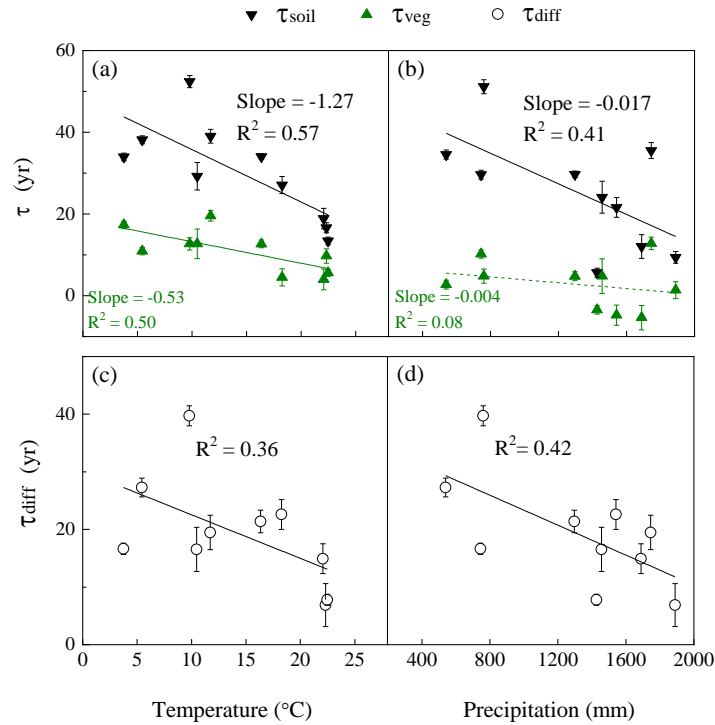 τsoil τveg τdiff
60
40
20
0
τ (yr)
(a)
Slope = -1.27
R² = 0.57
Slope = -0.53
R² = 0.50
(b)
Slope = -0.017
R² = 0.41
Slope = -0.004
R² = 0.08
40
20
0
τdiff (yr)
(c)
R² = 0.36
(d)
R² = 0.42
0 5 10 15 20 25
400 800 1200 1600 2000
Temperature (°C)
Precipitation (mm)